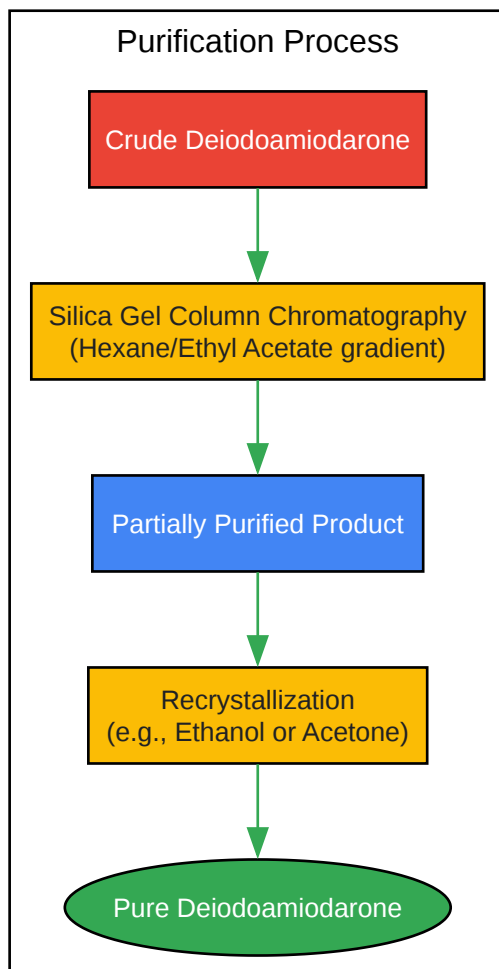 Purification Process
Crude Deiodoamiodarone
Silica Gel Column Chromatography
(Hexane/Ethyl Acetate gradient)
Partially Purified Product
Recrystallization
(e.g., Ethanol or Acetone)
Pure Deiodoamiodarone